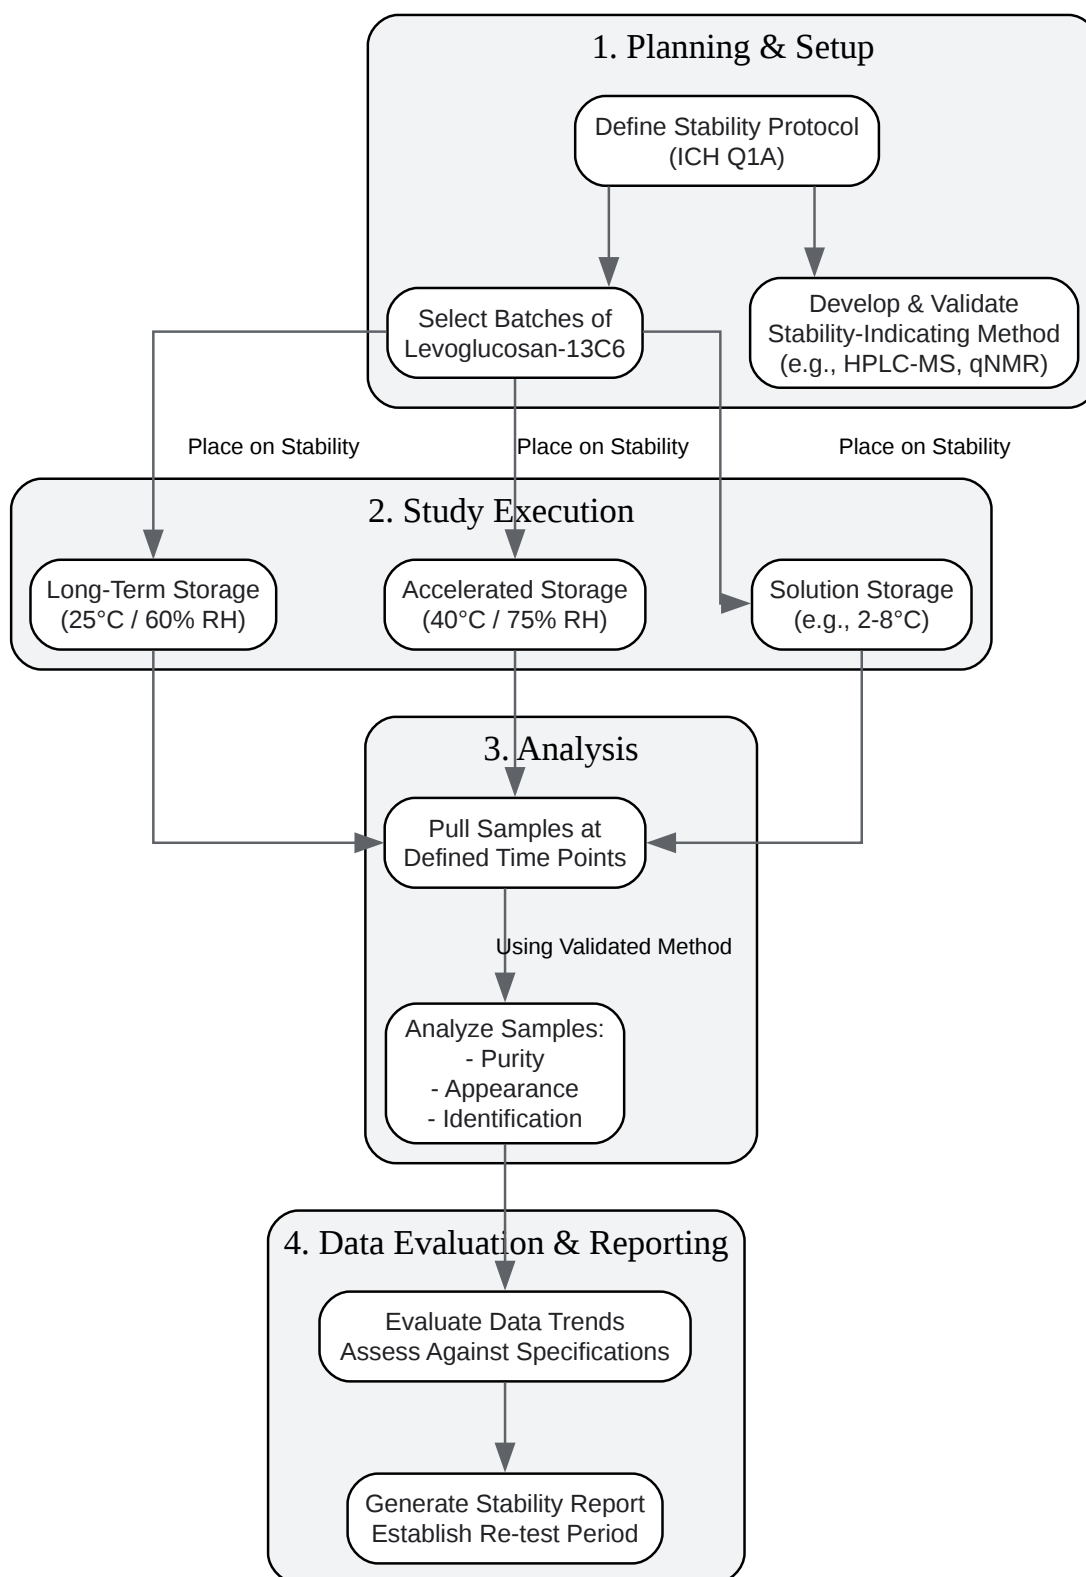 1. Planning & Setup
Define Stability Protocol
(ICH Q1A)
Select Batches of
Levoglucosan-13C6
Develop & Validate
Stability-Indicating Method
(e.g., HPLC-MS, qNMR)
Place on Stability
Place on Stability
Place on Stability
2. Study Execution
Long-Term Storage
(25°C / 60% RH)
Accelerated Storage
(40°C / 75% RH)
Solution Storage
(e.g., 2-8°C)
3. Analysis
Pull Samples at
Defined Time Points
Using Validated Method
Analyze Samples:
- Purity
- Appearance
- Identification
4. Data Evaluation & Reporting
Evaluate Data Trends
Assess Against Specifications
Generate Stability Report
Establish Re-test Period